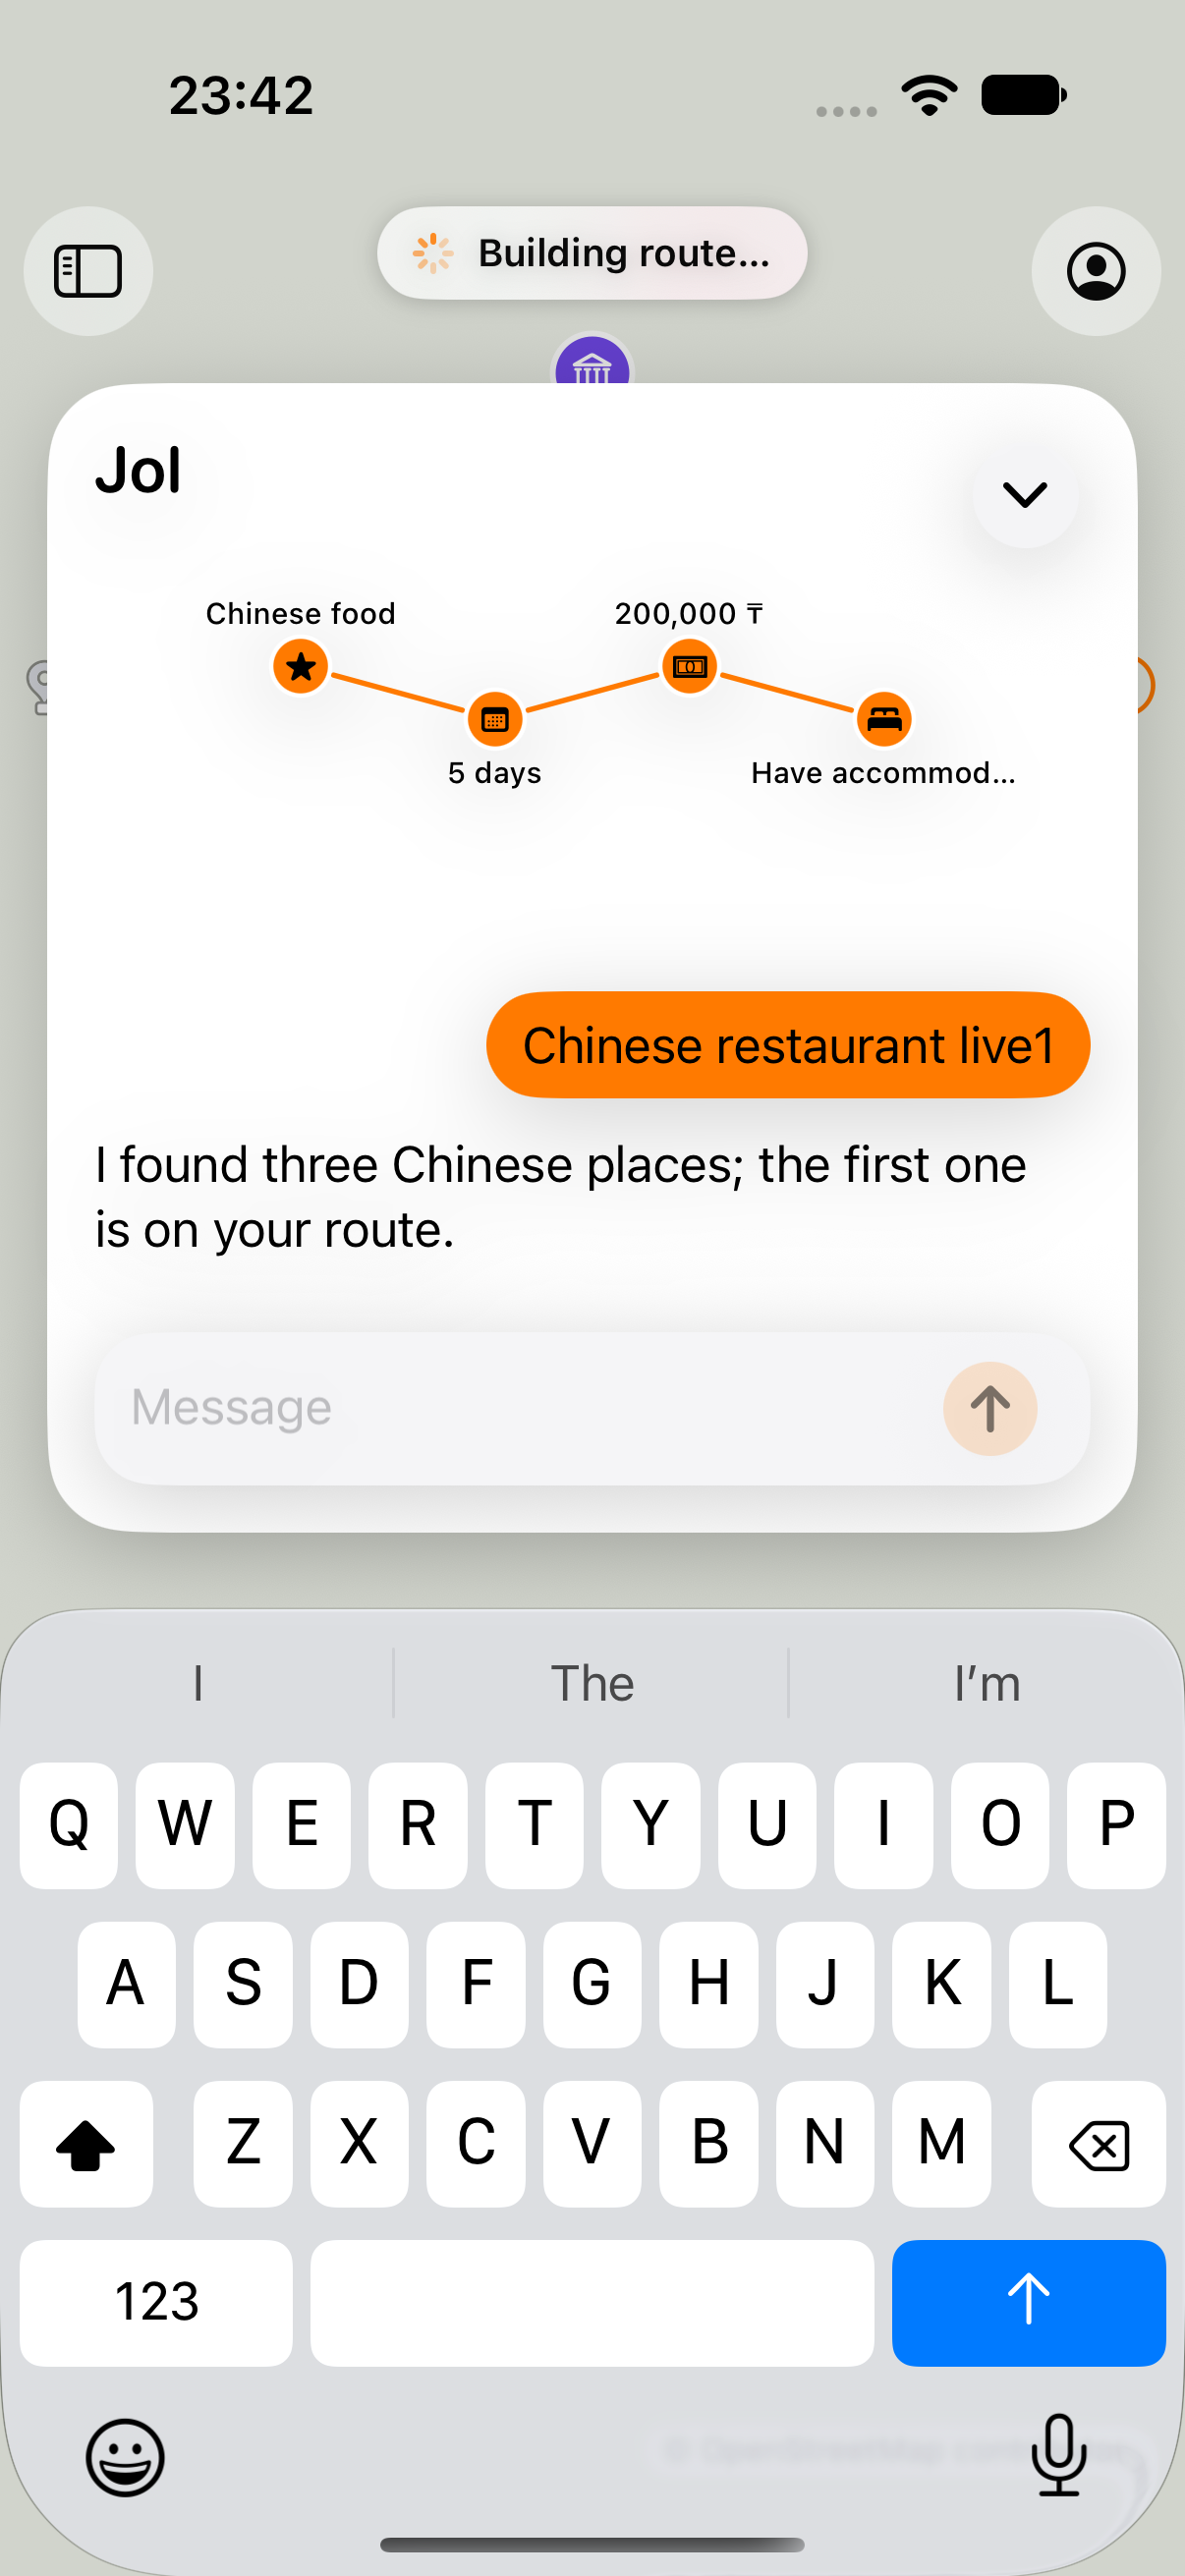 23:42
Building route...
Jol
Chinese food
200,000 ₸
5 days
Have accommod...
Chinese restaurant live1
I found three Chinese places; the first one
is on your route.
Message
I The I’m
Q W E R T Y U I O P
A S D F G H J K L
Z X C V B N M
123